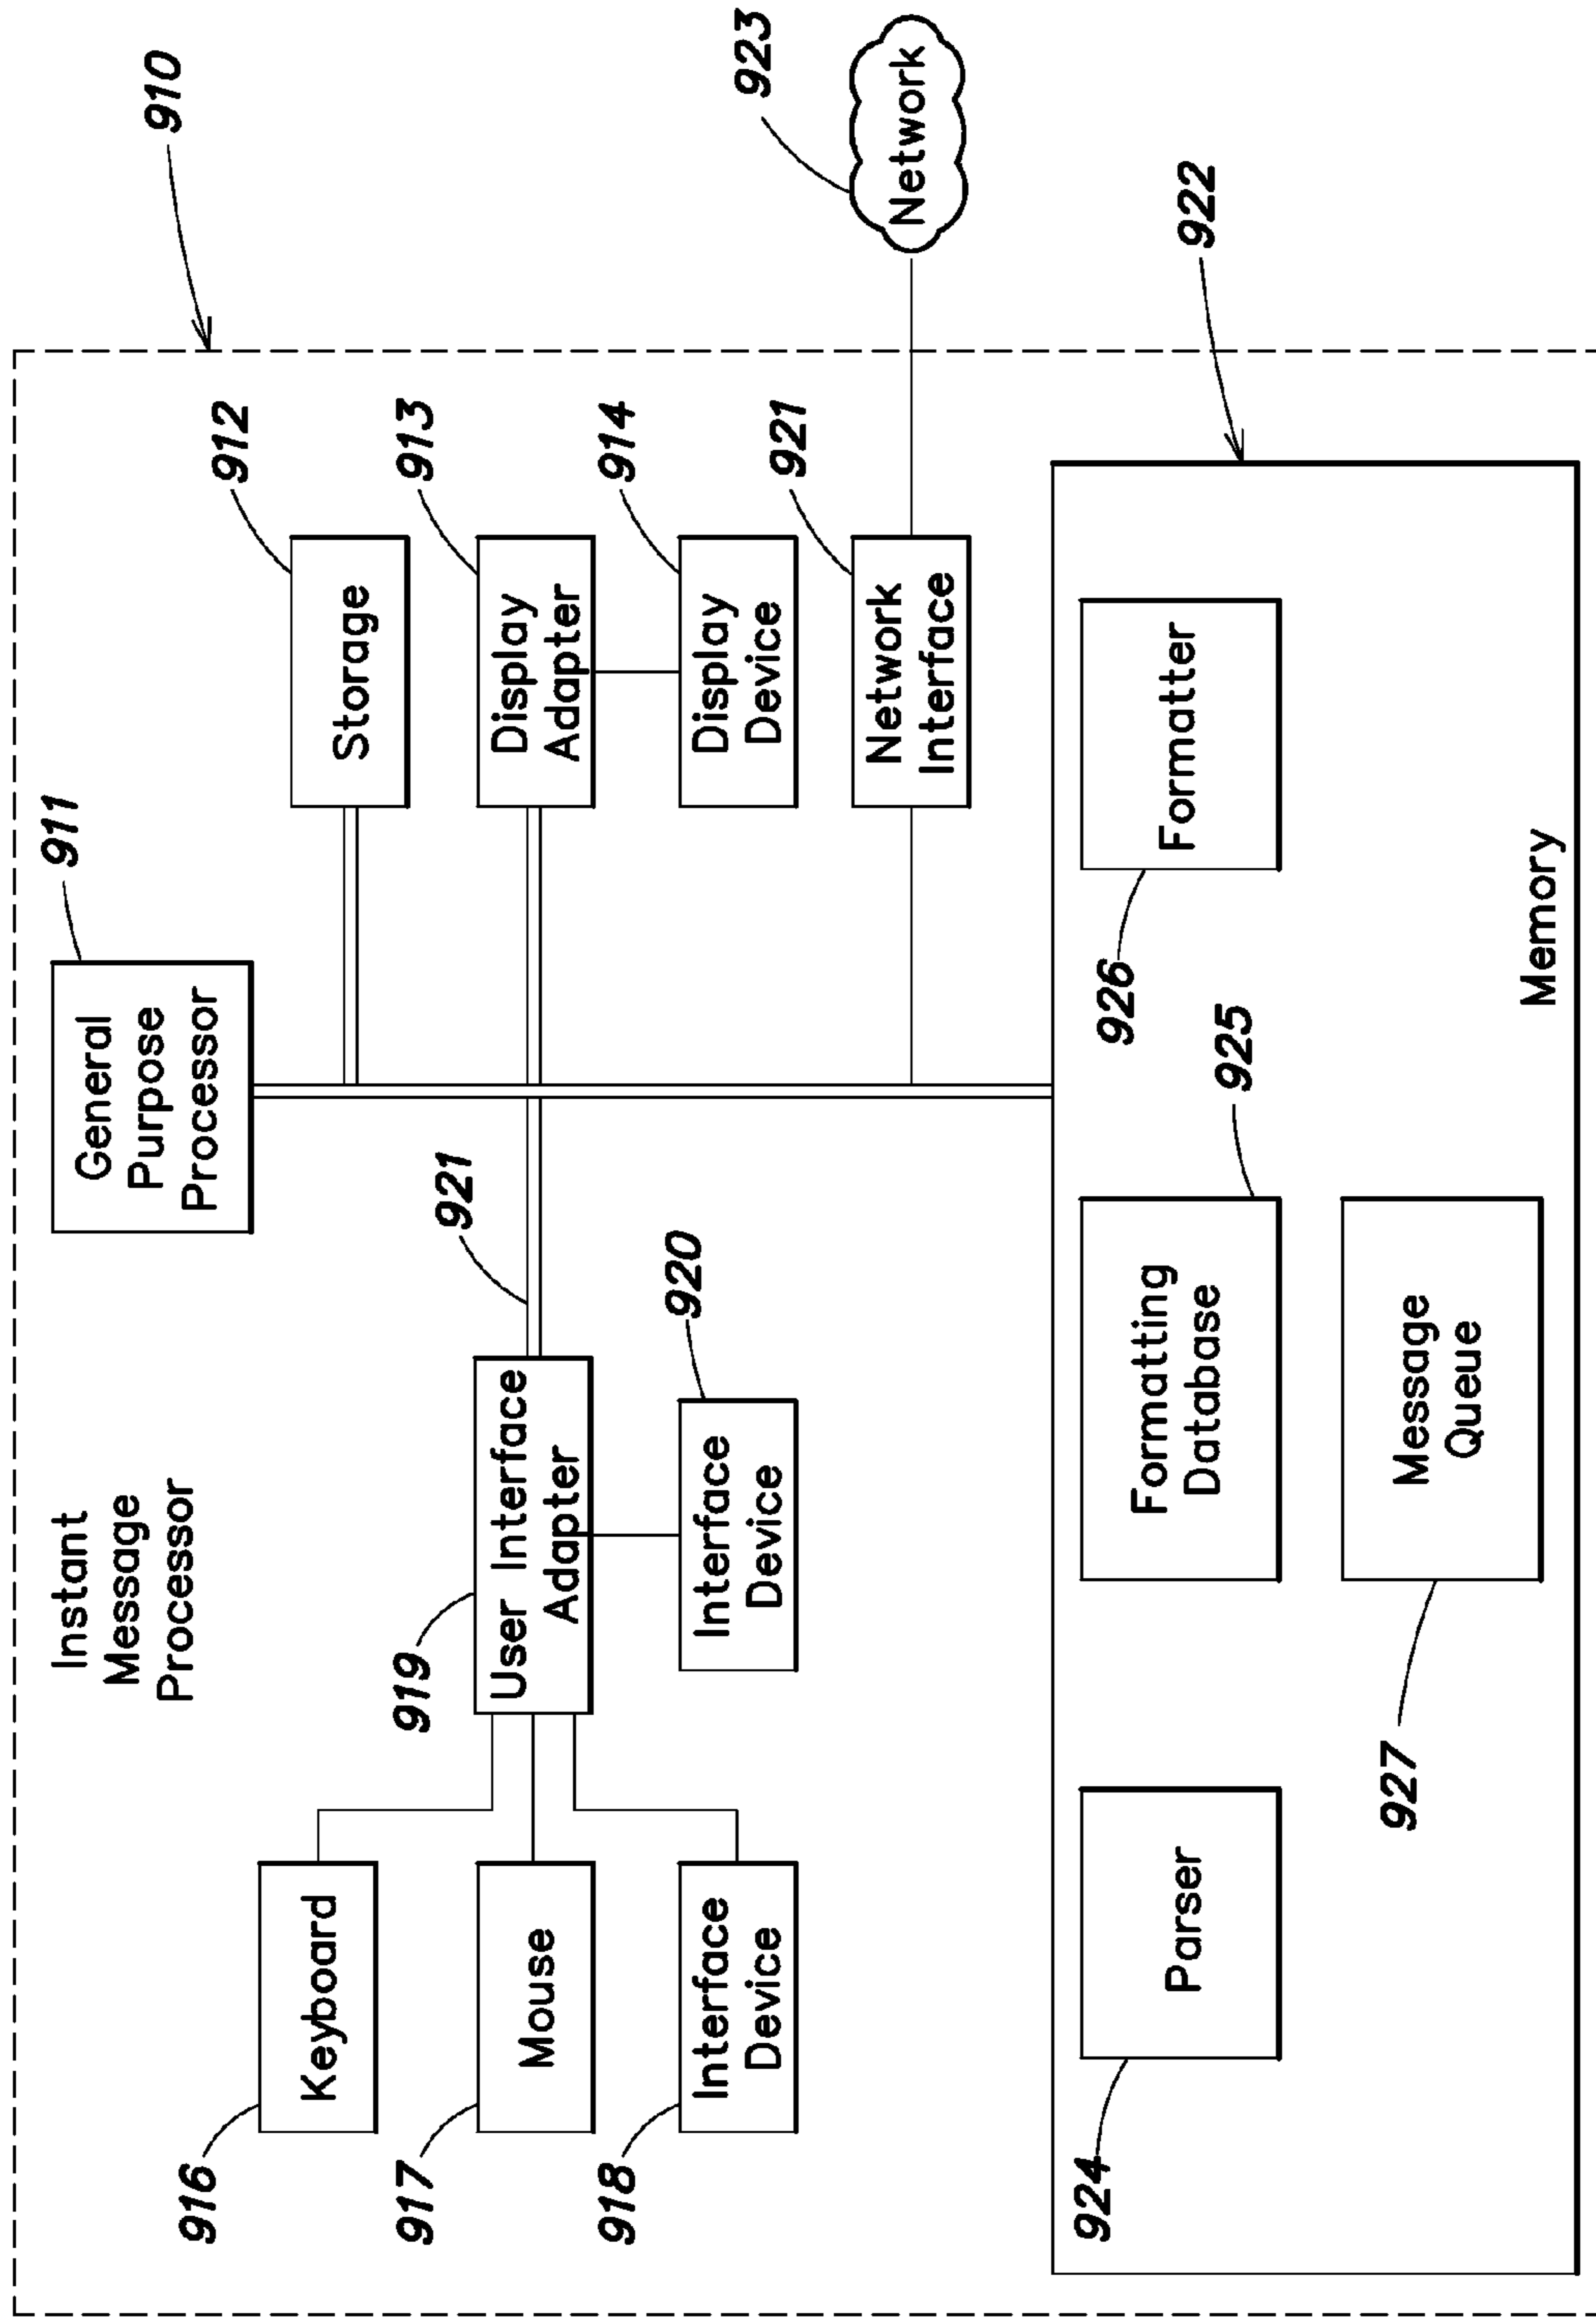 910
Instant
Message
Processor
General
Purpose
Processor
911
916
Keyboard
Storage
912
919
User Interface
Adapter
921
917
Mouse
Display
Adapter
913
918
Interface
Device
Interface
Device
920
Display
Device
914
Network
Interface
921
Network
923
922
924
Parser
Formatting
Database
925
926
Formatter
927
Message
Queue
Memory